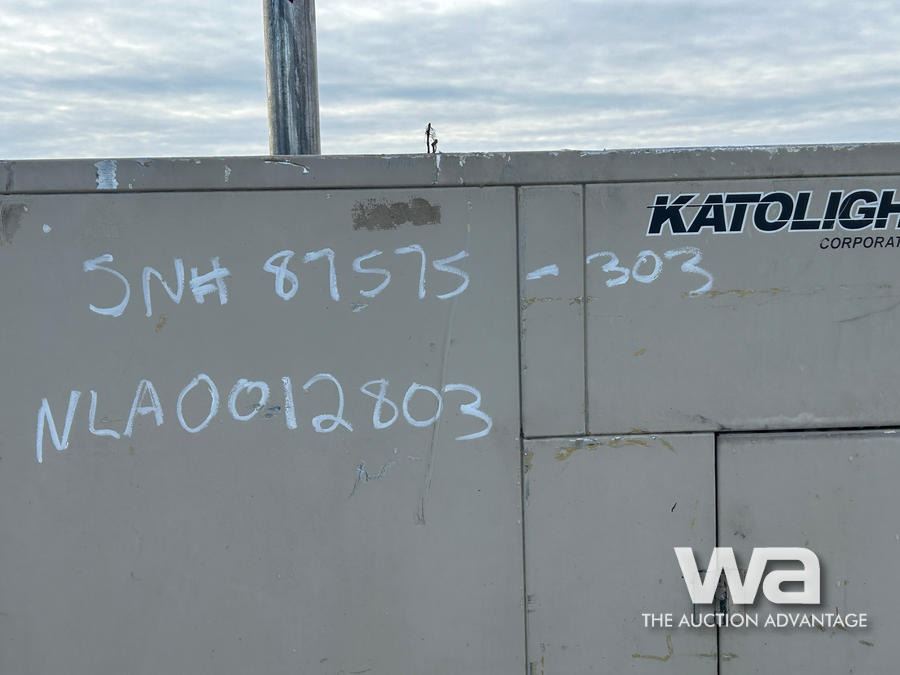 KATOLIGH
CORPORAT
SN# 87575 - 303
NLA0012803
wa
THE AUCTION ADVANTAGE